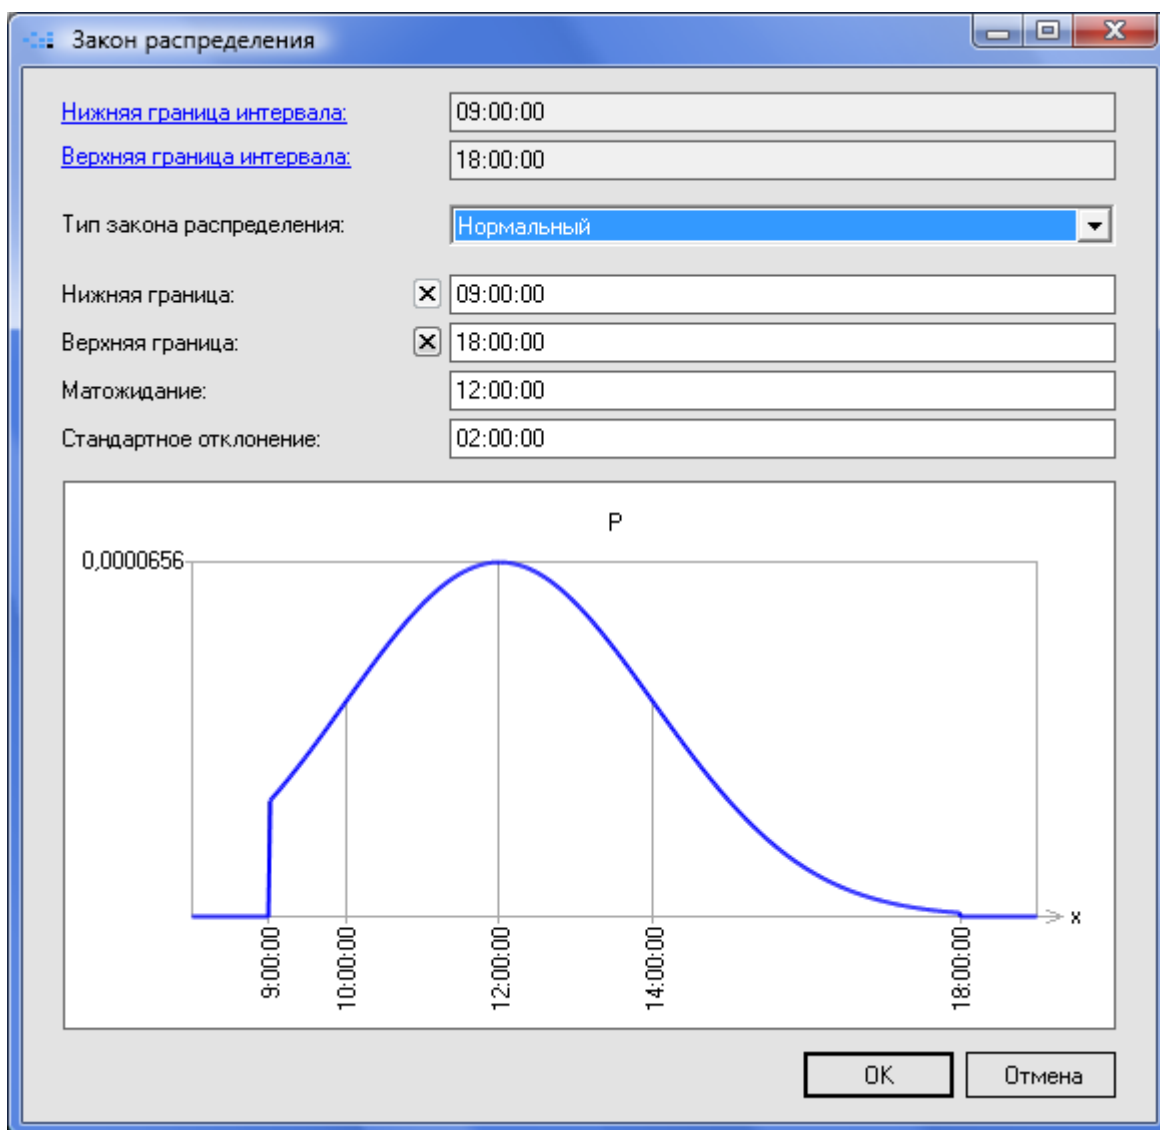 Закон распределения
Нижняя граница интервала: 09:00:00
Верхняя граница интервала: 18:00:00
Тип закона распределения: Нормальный
Нижняя граница: 09:00:00
Верхняя граница: 18:00:00
Матожидание: 12:00:00
Стандартное отклонение: 02:00:00
P
0,0000656
x
9:00:00 10:00:00 12:00:00 14:00:00 18:00:00
OK Отмена